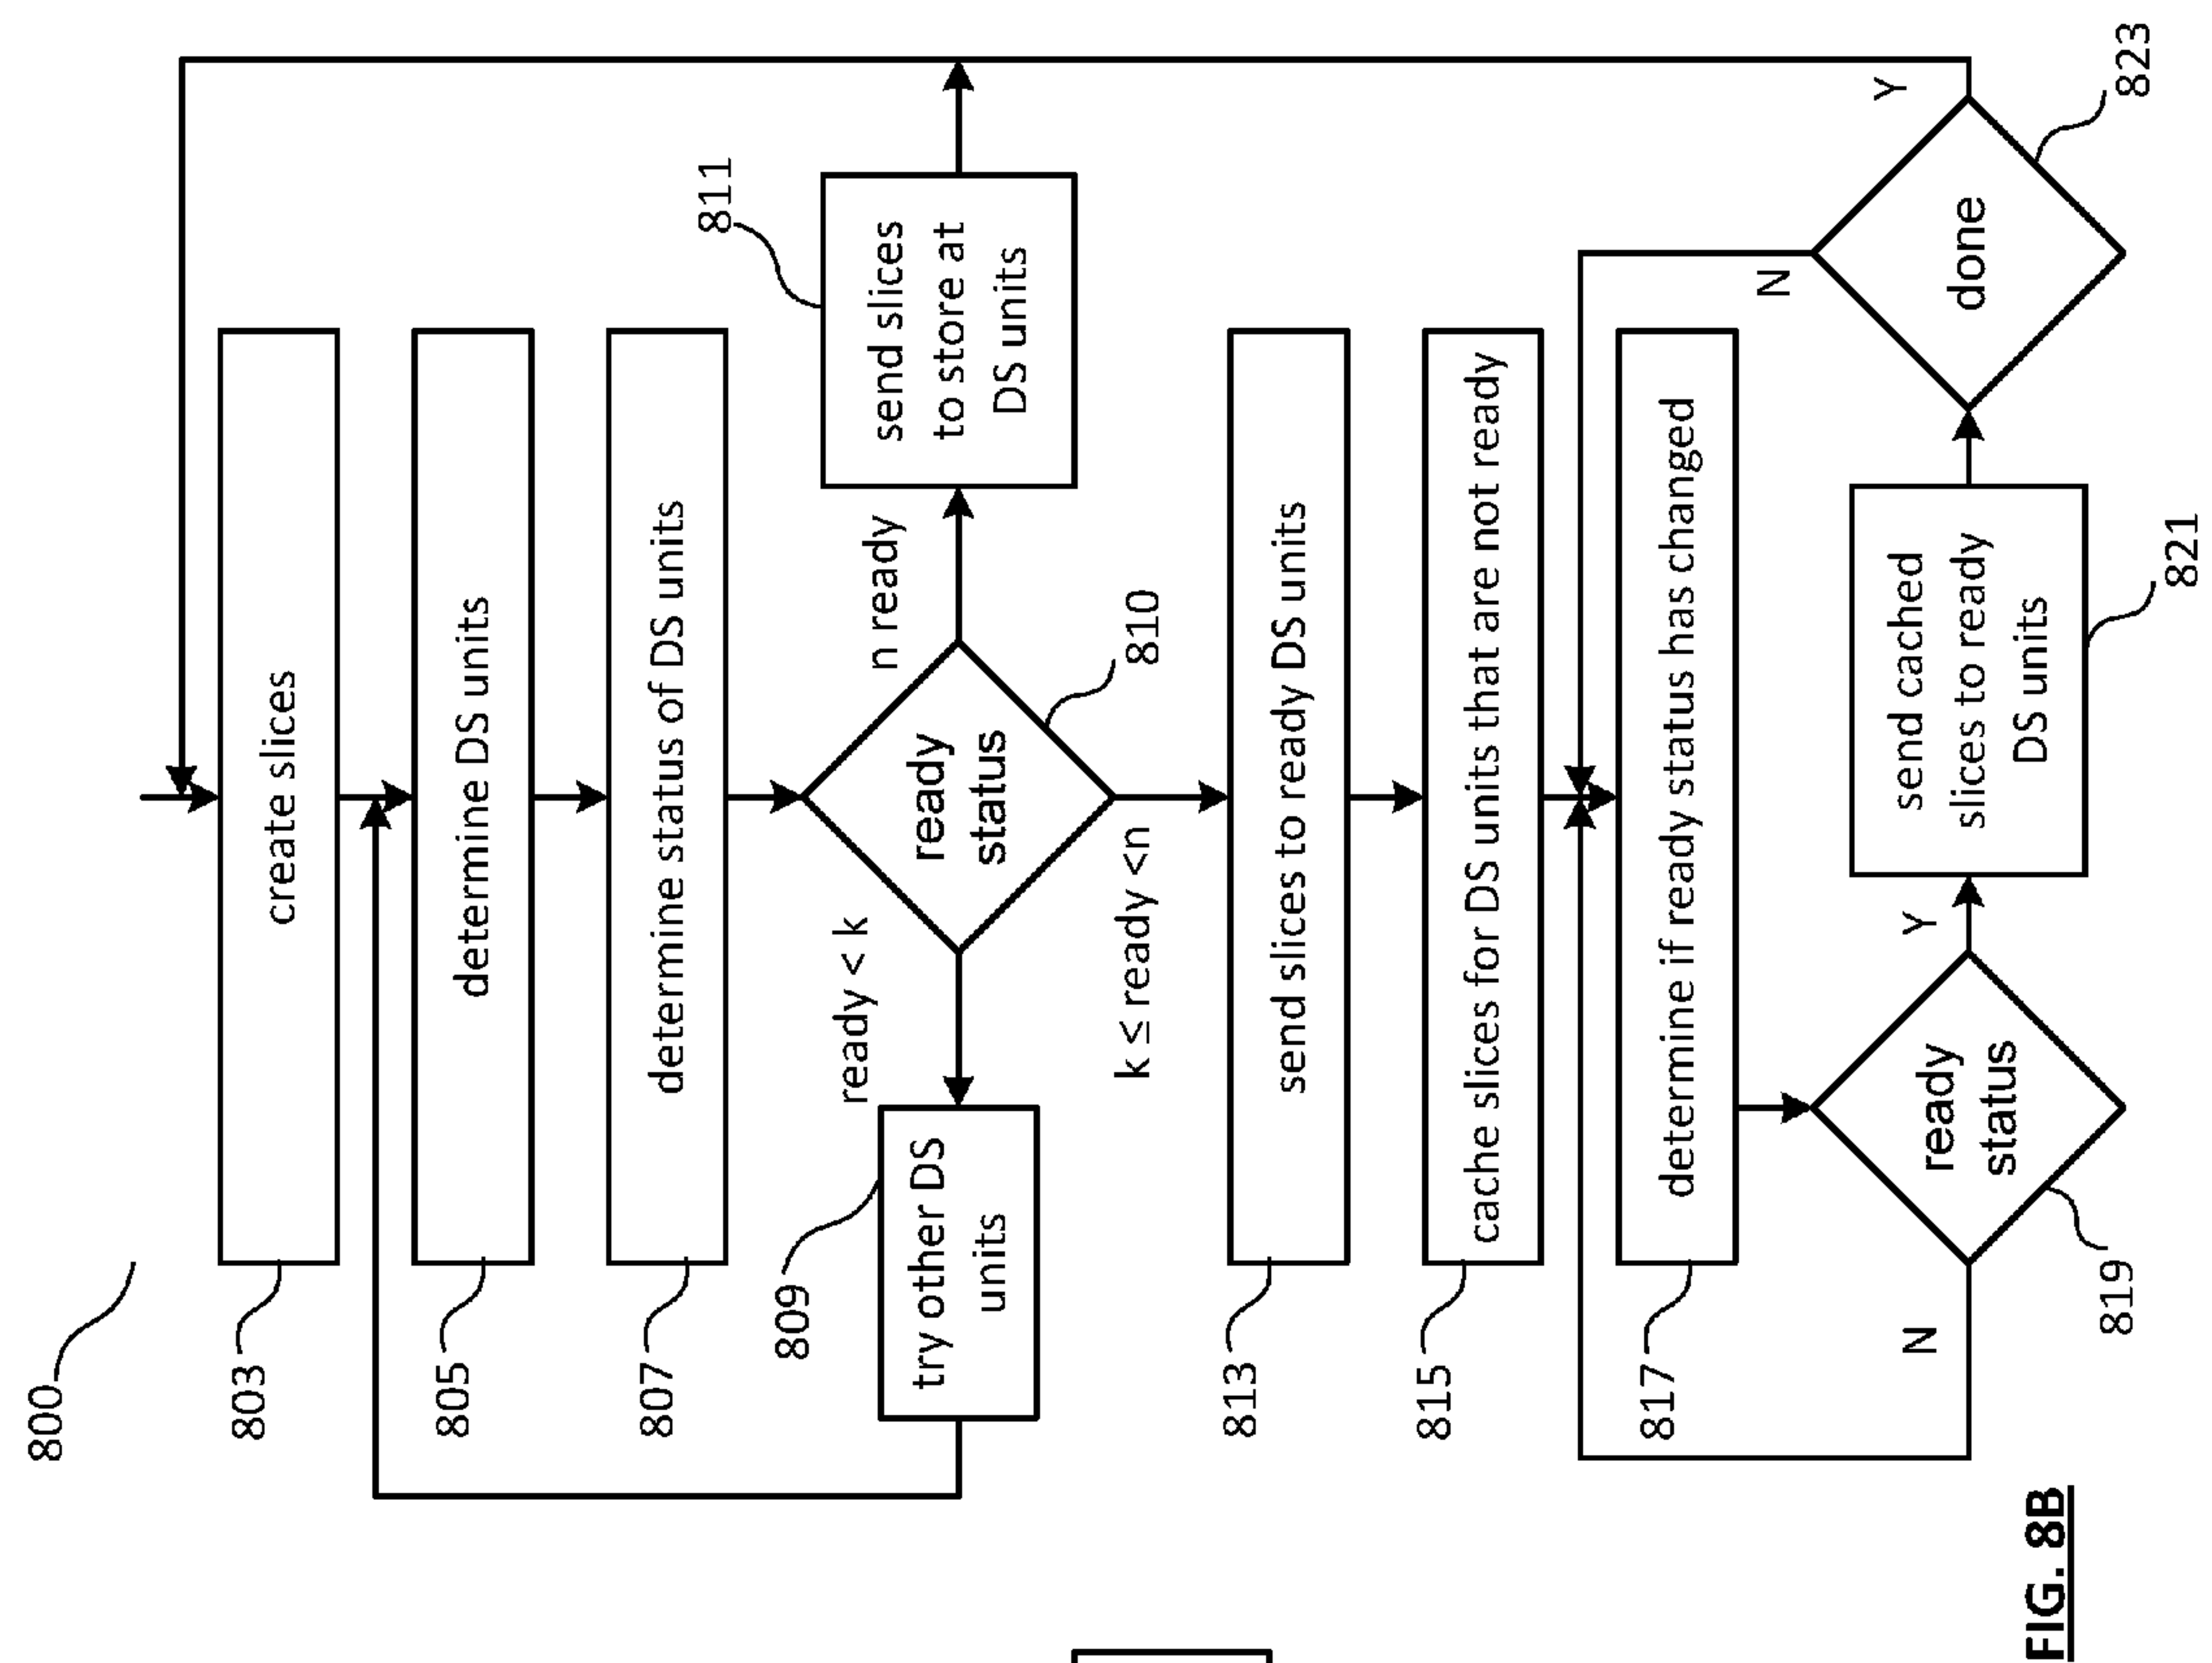 800
803
create slices
805
determine DS units
807
determine status of DS units
809
try other DS
units
ready < k
ready
status
810
n ready
811
send slices
to store at
DS units
k ≤ ready <n
813
send slices to ready DS units
815
cache slices for DS units that are not ready
817
determine if ready status has changed
N
819
ready
status
Y
send cached
slices to ready
DS units
821
N
done
Y
823
FIG. 8B